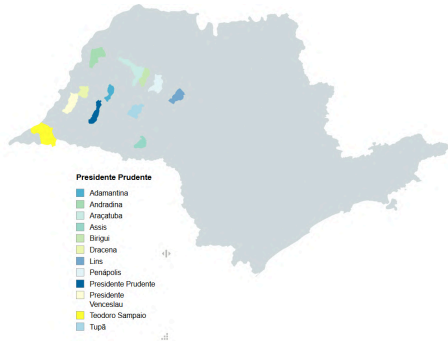 Presidente Prudente
Adamantina
Andradina
Araçatuba
Assis
Birigui
Dracena
Lins
Penápolis
Presidente Prudente
Presidente
Venceslau
Teodoro Sampaio
Tupã